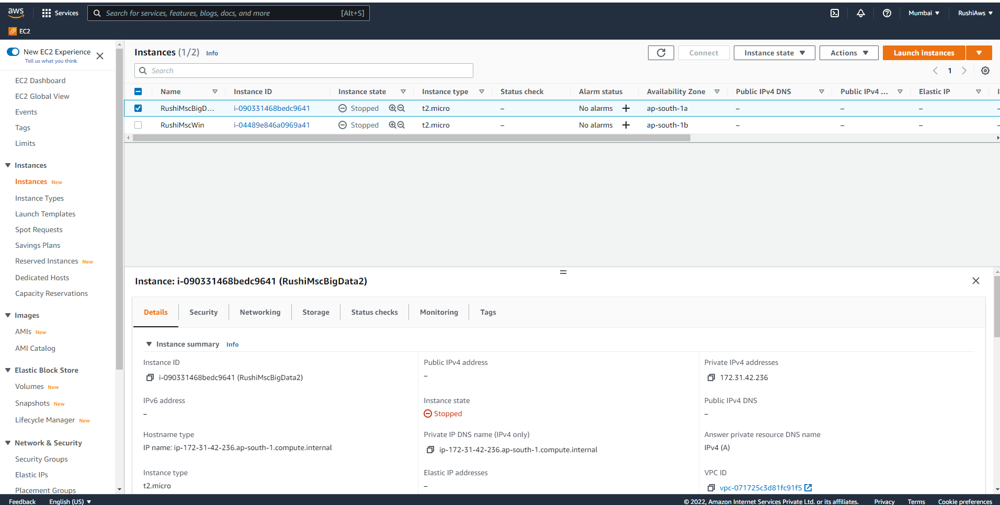 aws
Services
Search for services, features, blogs, docs, and more
[Alt+S]
Mumbai
RushiAws
EC2
New EC2 Experience
Tell us what you think
EC2 Dashboard
EC2 Global View
Events
Tags
Limits
Instances
Instances New
Instance Types
Launch Templates
Spot Requests
Savings Plans
Reserved Instances New
Dedicated Hosts
Capacity Reservations
Images
AMIs New
AMI Catalog
Elastic Block Store
Volumes New
Snapshots New
Lifecycle Manager New
Network & Security
Security Groups
Elastic IPs
Placement Groups
Instances (1/2) Info
Connect
Instance state
Actions
Launch instances
Search
1
Name Instance ID Instance state Instance type Status check Alarm status Availability Zone Public IPv4 DNS Public IPv4 ... Elastic IP
RushiMscBigD... i-090331468bedc9641 Stopped t2.micro – No alarms + ap-south-1a – – –
RushiMscWin i-04489e846a0969a41 Stopped t2.micro – No alarms + ap-south-1b – – –
Instance: i-090331468bedc9641 (RushiMscBigData2)
Details Security Networking Storage Status checks Monitoring Tags
Instance summary Info
Instance ID
i-090331468bedc9641 (RushiMscBigData2)
Public IPv4 address
–
Private IPv4 addresses
172.31.42.236
IPv6 address
–
Instance state
Stopped
Public IPv4 DNS
–
Hostname type
IP name: ip-172-31-42-236.ap-south-1.compute.internal
Private IP DNS name (IPv4 only)
ip-172-31-42-236.ap-south-1.compute.internal
Answer private resource DNS name
IPv4 (A)
Instance type
t2.micro
Elastic IP addresses
–
VPC ID
vpc-071725c3d81fc91f5
Feedback English (US) © 2022, Amazon Internet Services Private Ltd. or its affiliates. Privacy Terms Cookie preferences